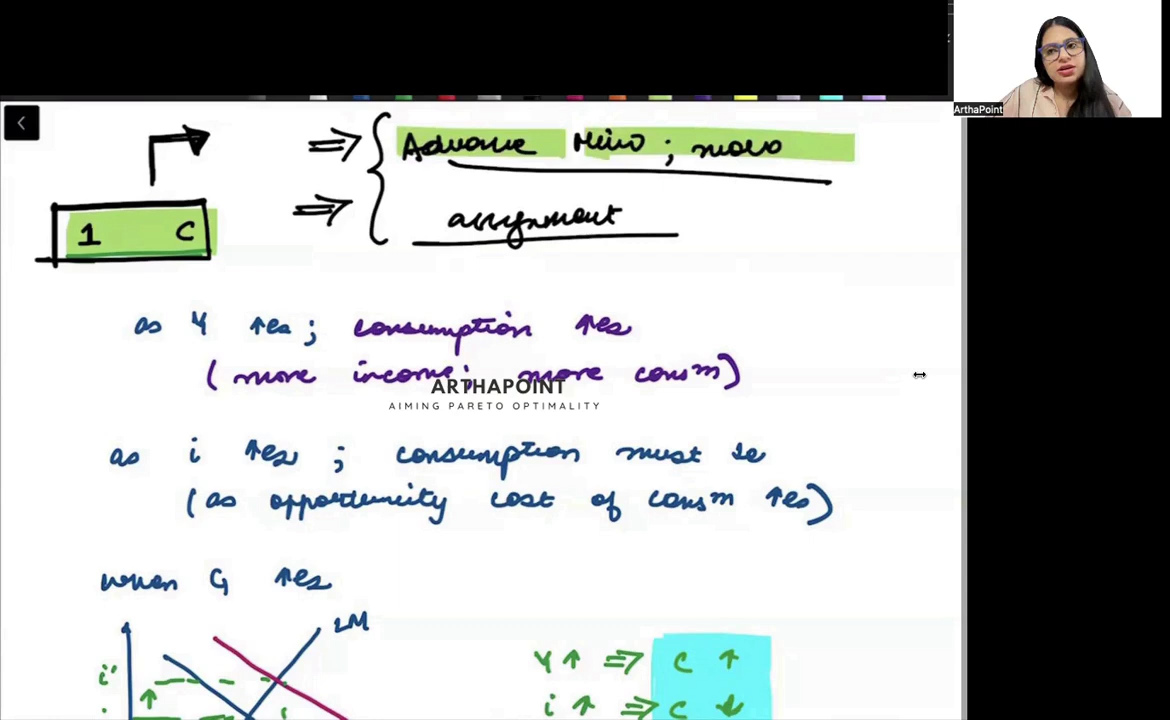 ArthaPoint
⇒ { Advance Micro ; macro
⇒ assignment
1 C
as Y ↑es ; consumption ↑es
(more income; more consm)
ARTHAPOINT
AIMING PARETO OPTIMALITY
as i ↑es ; consumption must ↓e
(as opportunity cost of consm ↑es)
when G ↑es
LM
Y ↑ ⇒ C ↑
i'
i ↑ ⇒ C ↓